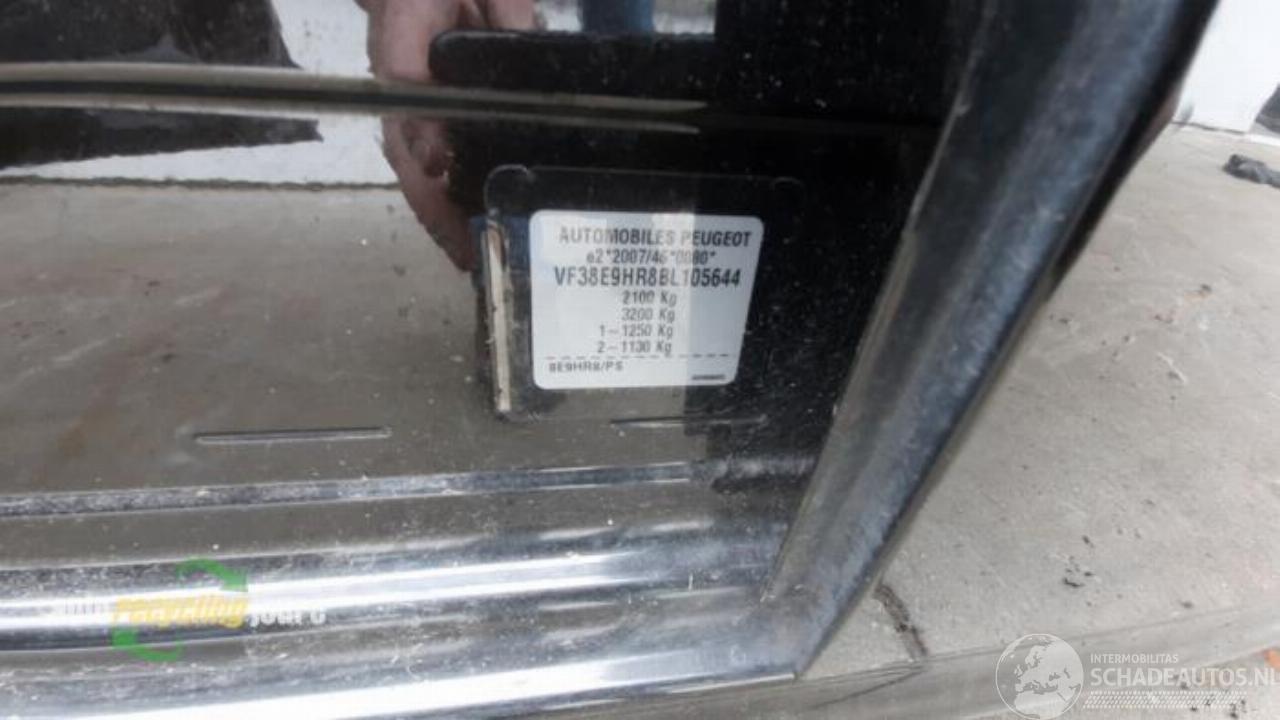 AUTOMOBILES PEUGEOT
e2*2007/46*0080*
VF38E9HR8BL105644
2100 Kg
3200 Kg
1-1250 Kg
2-1130 Kg
8E9HR8/PS
recycling
INTERMOBILITAS
SCHADEAUTOS.NL